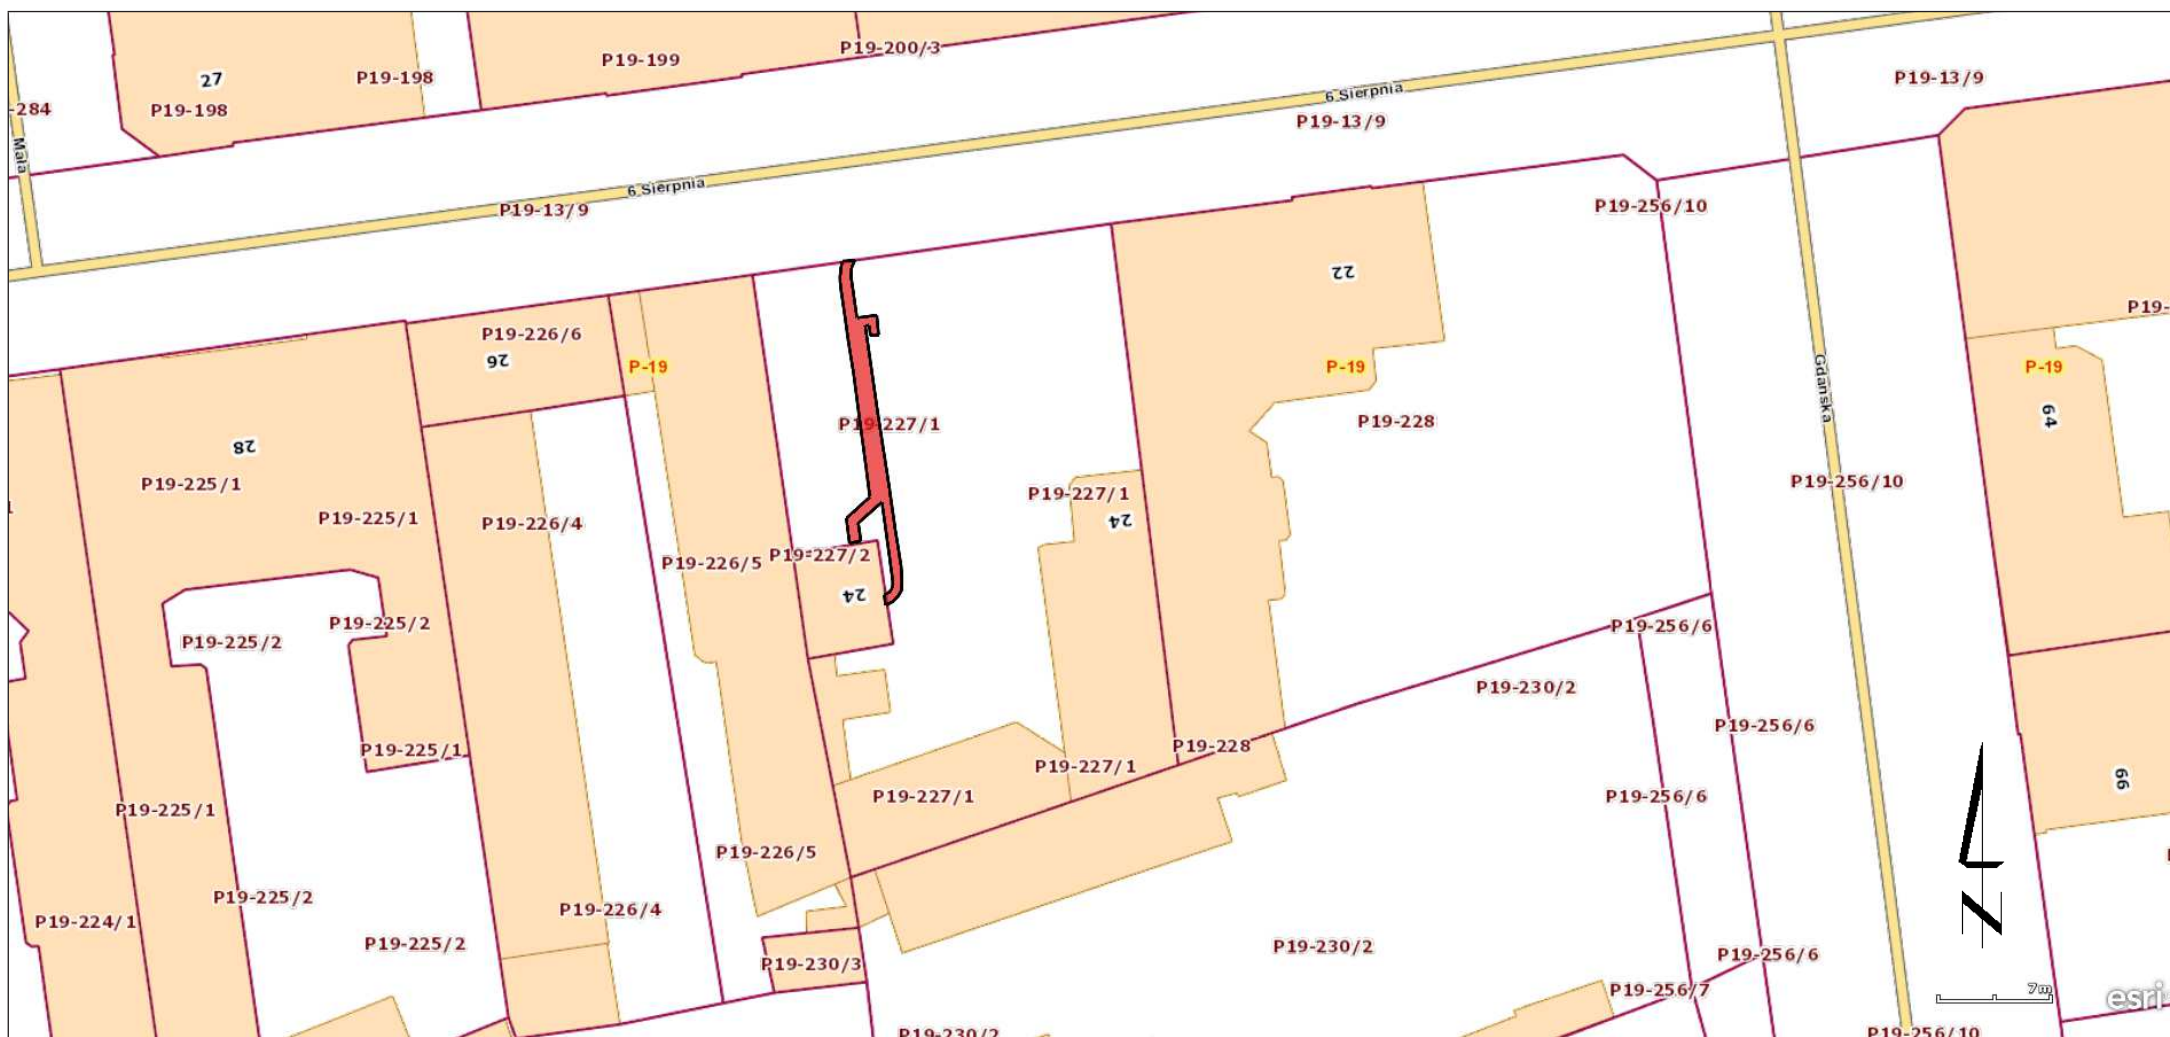 P19-200/3
P19-199
27
P19-198
P19-13/9
-284
P19-198
6 Sierpnia
P19-13/9
Mała
6 Sierpnia
P19-13/9
P19-256/10
22
P19-
P19-226/6
26
P-19
P-19
P-19
Gdańska
64
P19-227/1
P19-228
28
P19-225/1
P19-227/1
P19-256/10
P19-225/1
P19-226/4
24
P19-227/2
P19-226/5
24
P19-225/2
P19-225/2
P19-256/6
P19-230/2
P19-256/6
P19-225/1
P19-228
P19-227/1
66
P19-227/1
P19-256/6
P19-225/1
P19-226/5
P19-225/2
P19-226/4
P19-224/1
P19-225/2
P19-230/2
P19-256/6
P19-230/3
N
P19-256/7
7m
esri
P19-230/2
P19-256/10